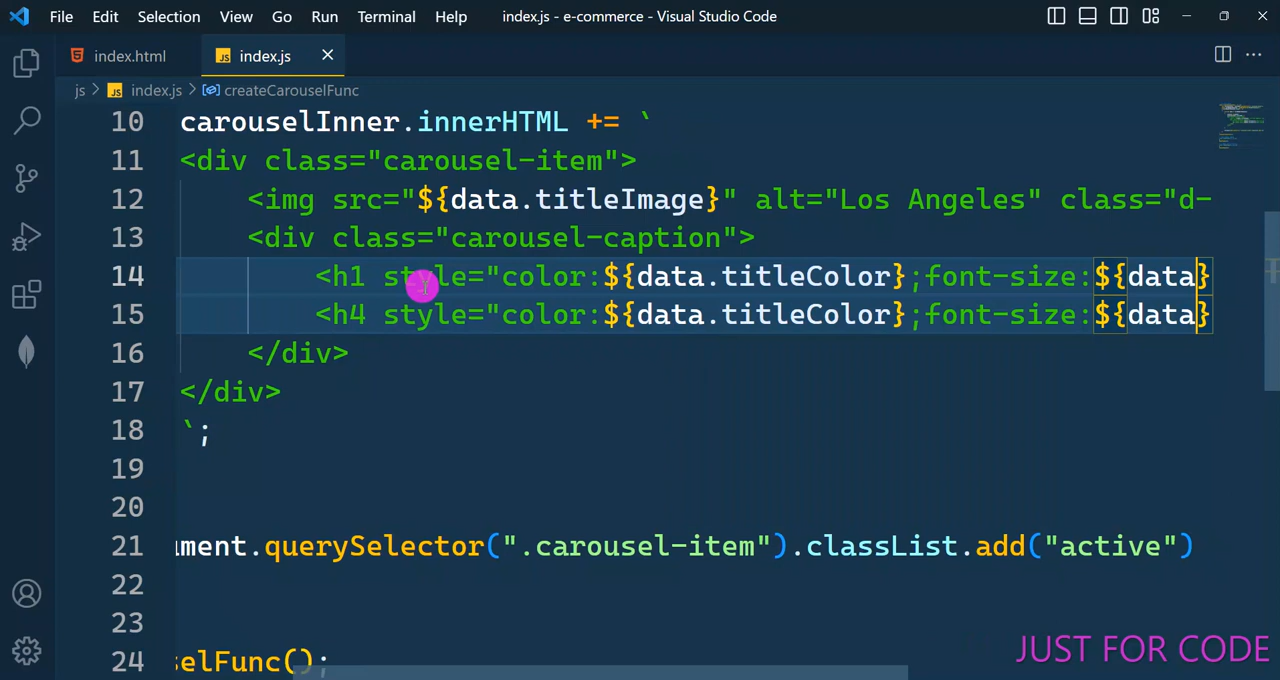 File Edit Selection View Go Run Terminal Help index.js - e-commerce - Visual Studio Code
index.html index.js
js > index.js > createCarouselFunc
10 carouselInner.innerHTML += `
11 <div class="carousel-item">
12 <img src="${data.titleImage}" alt="Los Angeles" class="d-
13 <div class="carousel-caption">
14 <h1 style="color:${data.titleColor};font-size:${data}
15 <h4 style="color:${data.titleColor};font-size:${data}
16 </div>
17 </div>
18 `;
19
20
21 ument.querySelector(".carousel-item").classList.add("active")
22
23
24 selFunc();
JUST FOR CODE